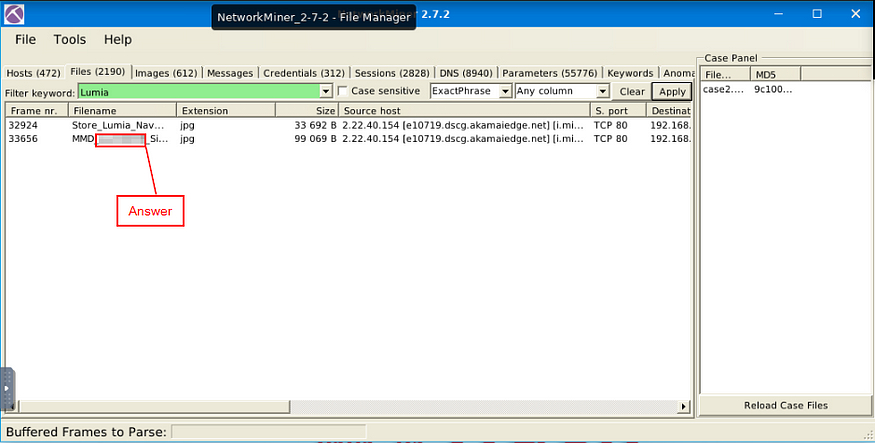 NetworkMiner_2-7-2 - File Manager
2.7.2
File Tools Help
Hosts (472) Files (2190) Images (612) Messages Credentials (312) Sessions (2828) DNS (8940) Parameters (55776) Keywords Anoma
Filter keyword: Lumia Case sensitive ExactPhrase Any column Clear Apply
Frame nr. Filename Extension Size Source host S. port Destinat
32924 Store_Lumia_Nav... jpg 33 692 B 2.22.40.154 [e10719.dscg.akamaiedge.net] [i.mi... TCP 80 192.168.
33656 MMD _Si... jpg 99 069 B 2.22.40.154 [e10719.dscg.akamaiedge.net] [i.mi... TCP 80 192.168.
Answer
Case Panel
File... MD5
case2.... 9c100...
Reload Case Files
Buffered Frames to Parse: